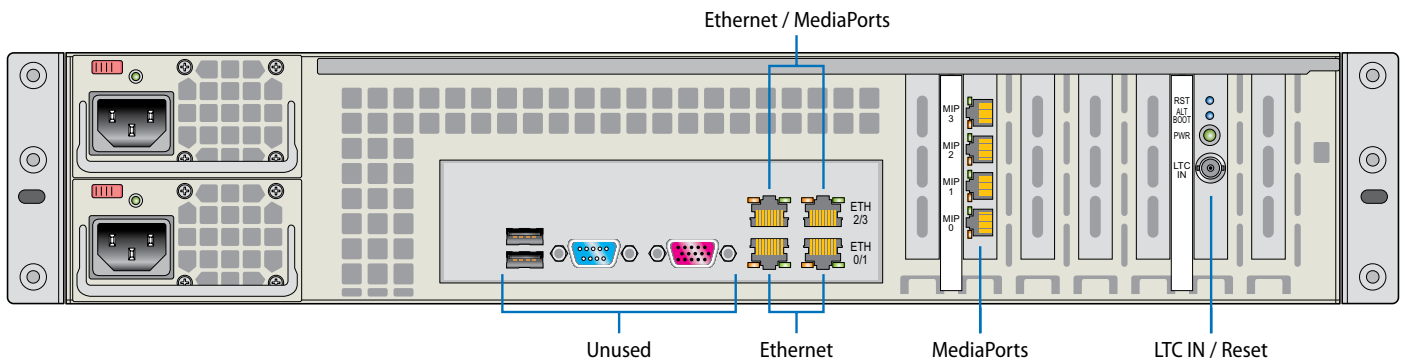 Ethernet / MediaPorts
MIP
3
MIP
2
MIP
1
MIP
0
RST
ALT
BOOT
PWR
LTC
IN
ETH
2/3
ETH
0/1
Unused
Ethernet
MediaPorts
LTC IN / Reset